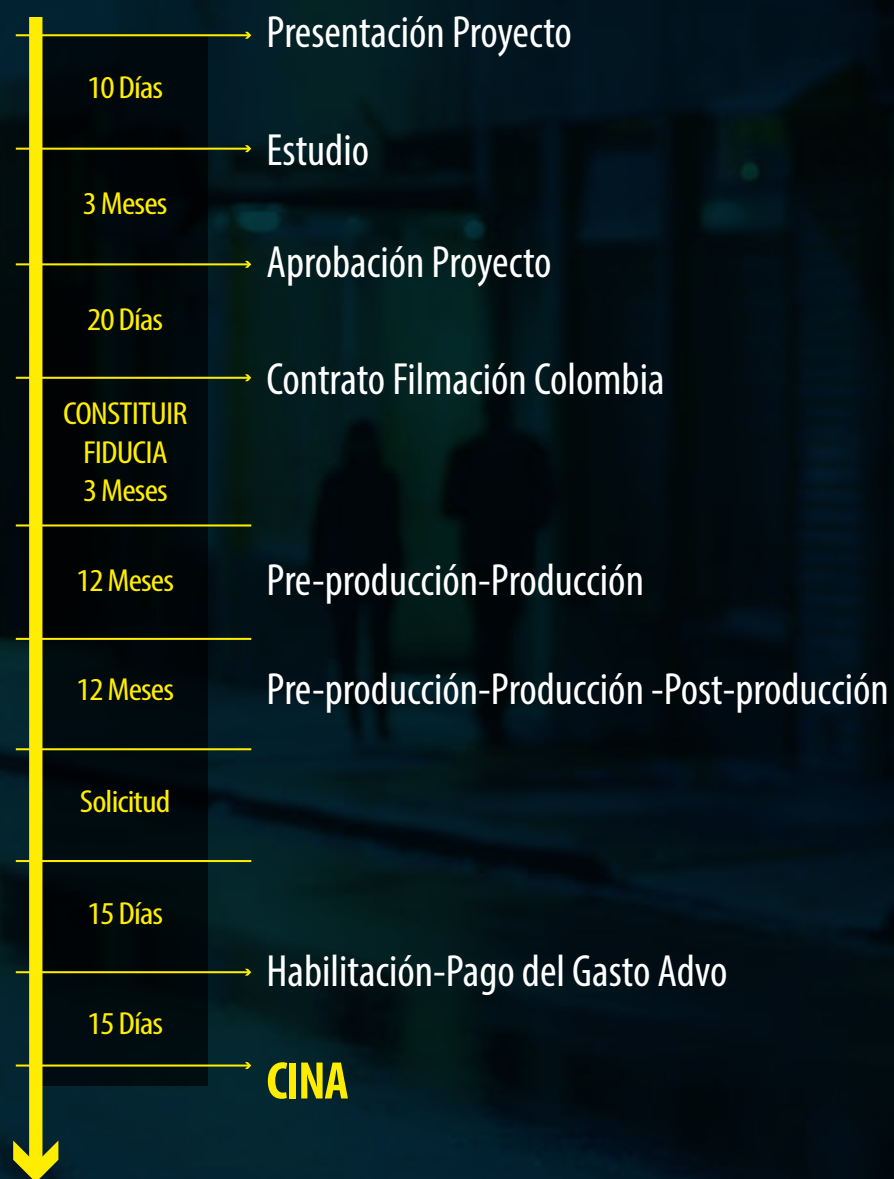 Presentación Proyecto
10 Días
Estudio
3 Meses
Aprobación Proyecto
20 Días
Contrato Filmación Colombia
CONSTITUIR
FIDUCIA
3 Meses
12 Meses
Pre-producción-Producción
12 Meses
Pre-producción-Producción -Post-producción
Solicitud
15 Días
Habilitación-Pago del Gasto Advo
15 Días
CINA